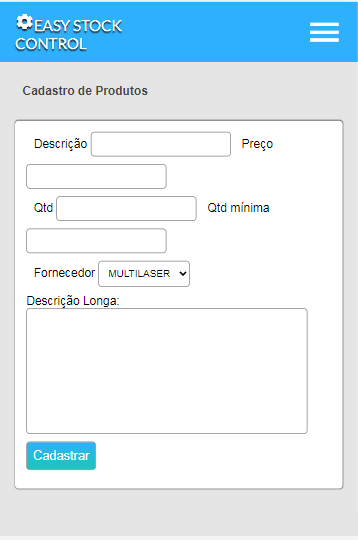 EASY STOCK
CONTROL
Cadastro de Produtos
Descrição Preço
Qtd Qtd mínima
Fornecedor MULTILASER
Descrição Longa:
Cadastrar